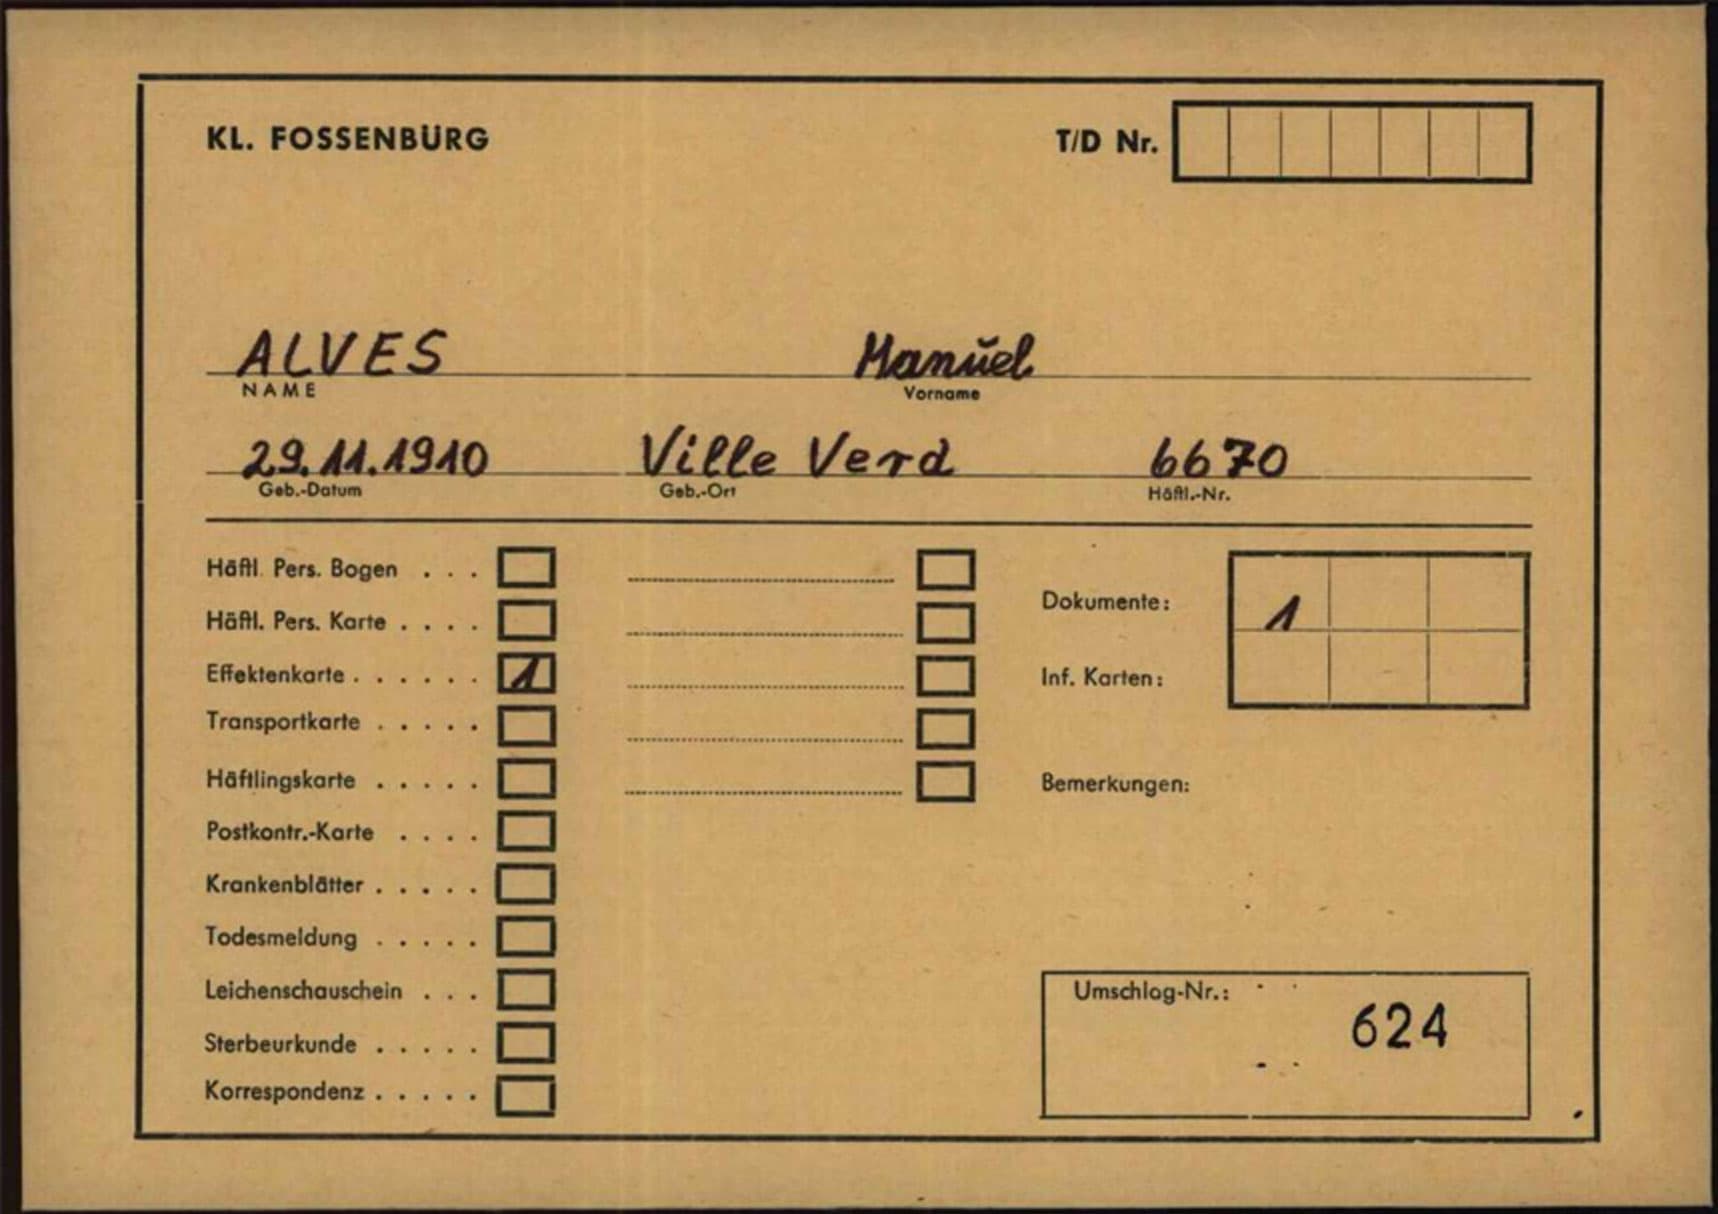 KL. FOSSENBÜRG
T/D Nr.
ALVES Manŭel
NAME Vorname
29.11.1910 Ville Verd 6670
Geb.-Datum Geb.-Ort Häftl.-Nr.
Häftl. Pers. Bogen . . .
Häftl. Pers. Karte . . . .
Effektenkarte . . . . . . 1
Transportkarte . . . . .
Häftlingskarte . . . . .
Postkontr.-Karte . . . .
Krankenblätter . . . . .
Todesmeldung . . . . .
Leichenschauschein . . .
Sterbeurkunde . . . . .
Korrespondenz . . . . .
Dokumente: 1
Inf. Karten:
Bemerkungen:
Umschlag-Nr.:
624